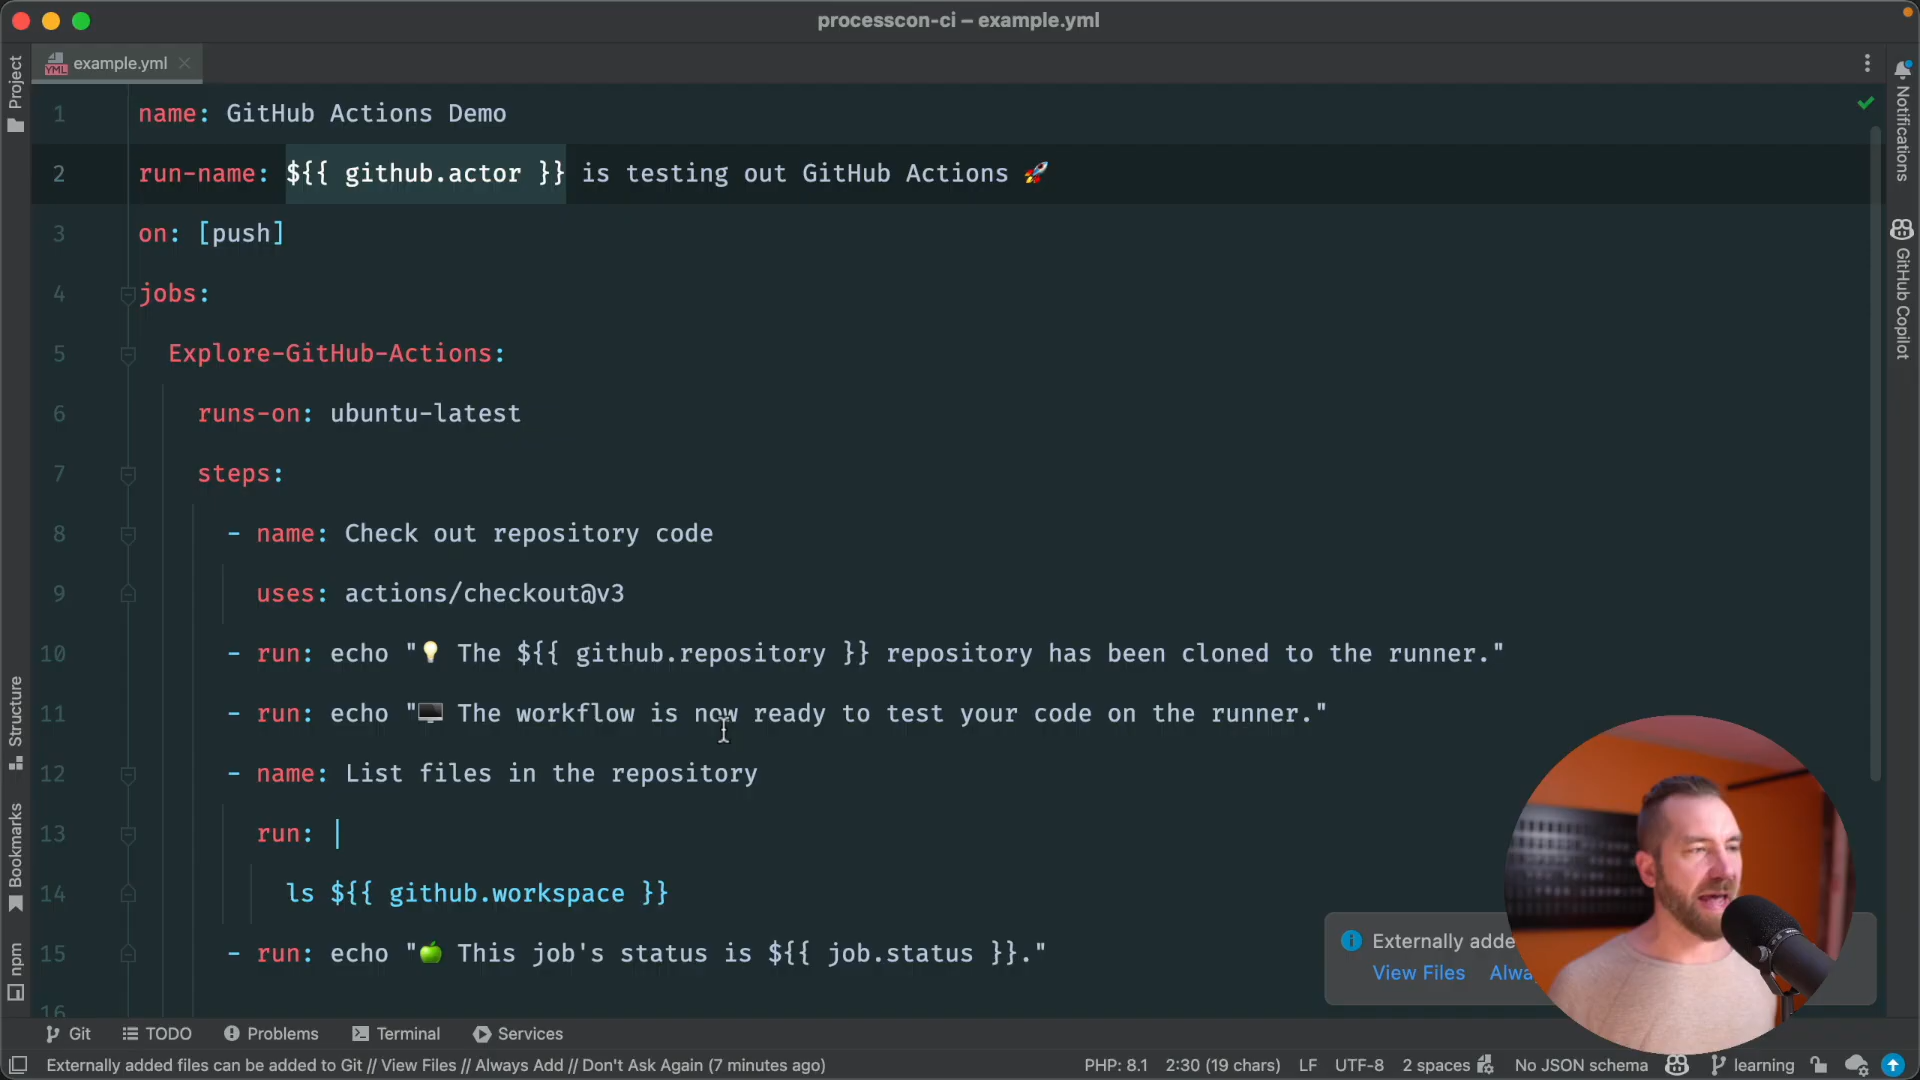 processcon-ci – example.yml
Project
example.yml
Notifications
GitHub Copilot
1 name: GitHub Actions Demo
2 run-name: ${{ github.actor }} is testing out GitHub Actions 🚀
3 on: [push]
4 jobs:
5 Explore-GitHub-Actions:
6 runs-on: ubuntu-latest
7 steps:
8 - name: Check out repository code
9 uses: actions/checkout@v3
10 - run: echo "💡 The ${{ github.repository }} repository has been cloned to the runner."
11 - run: echo "🖥️ The workflow is now ready to test your code on the runner."
12 - name: List files in the repository
13 run: |
14 ls ${{ github.workspace }}
15 - run: echo "🍏 This job's status is ${{ job.status }}."
16
Structure
Bookmarks
npm
Externally adde
View Files Alwa
Git TODO Problems Terminal Services
Externally added files can be added to Git // View Files // Always Add // Don't Ask Again (7 minutes ago) PHP: 8.1 2:30 (19 chars) LF UTF-8 2 spaces No JSON schema learning